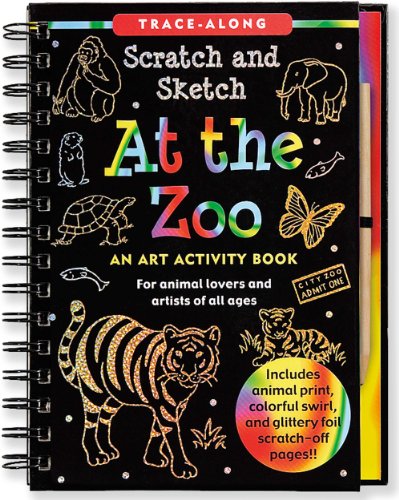 TRACE-ALONG
Scratch and
Sketch
At the
Zoo
AN ART ACTIVITY BOOK
For animal lovers and
artists of all ages
CITY ZOO
ADMIT ONE
Includes
animal print,
colorful swirl,
and glittery foil
scratch-off
pages!!